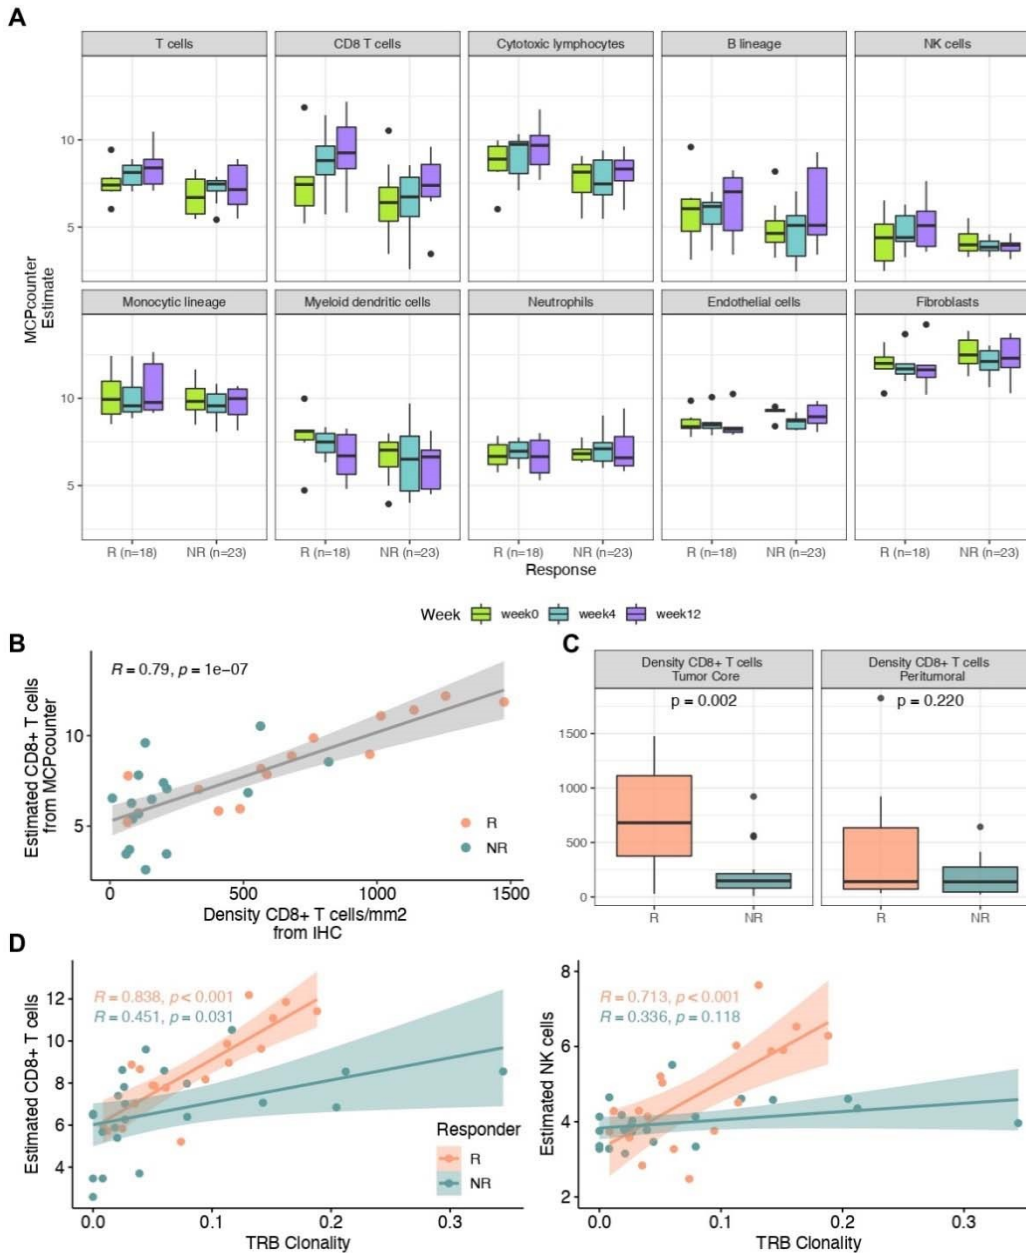 A
T cells
CD8 T cells
Cytotoxic lymphocytes
B lineage
NK cells
10
5
MCPcounter
Estimate
Monocytic lineage
Myeloid dendritic cells
Neutrophils
Endothelial cells
Fibroblasts
10
5
R (n=18) NR (n=23)
R (n=18) NR (n=23)
R (n=18) NR (n=23)
R (n=18) NR (n=23)
R (n=18) NR (n=23)
Response
Week week0 week4 week12
B
R = 0.79, p = 1e−07
Estimated CD8+ T cells
from MCPcounter
10
5
R
NR
0 500 1000 1500
Density CD8+ T cells/mm2
from IHC
C
Density CD8+ T cells
Tumor Core
Density CD8+ T cells
Peritumoral
p = 0.002
p = 0.220
1500
1000
500
0
R NR
R NR
D
R = 0.838, p < 0.001
R = 0.451, p = 0.031
Estimated CD8+ T cells
12
10
8
6
4
Responder
R
NR
0.0 0.1 0.2 0.3
TRB Clonality
R = 0.713, p < 0.001
R = 0.336, p = 0.118
Estimated NK cells
8
6
4
2
0.0 0.1 0.2 0.3
TRB Clonality